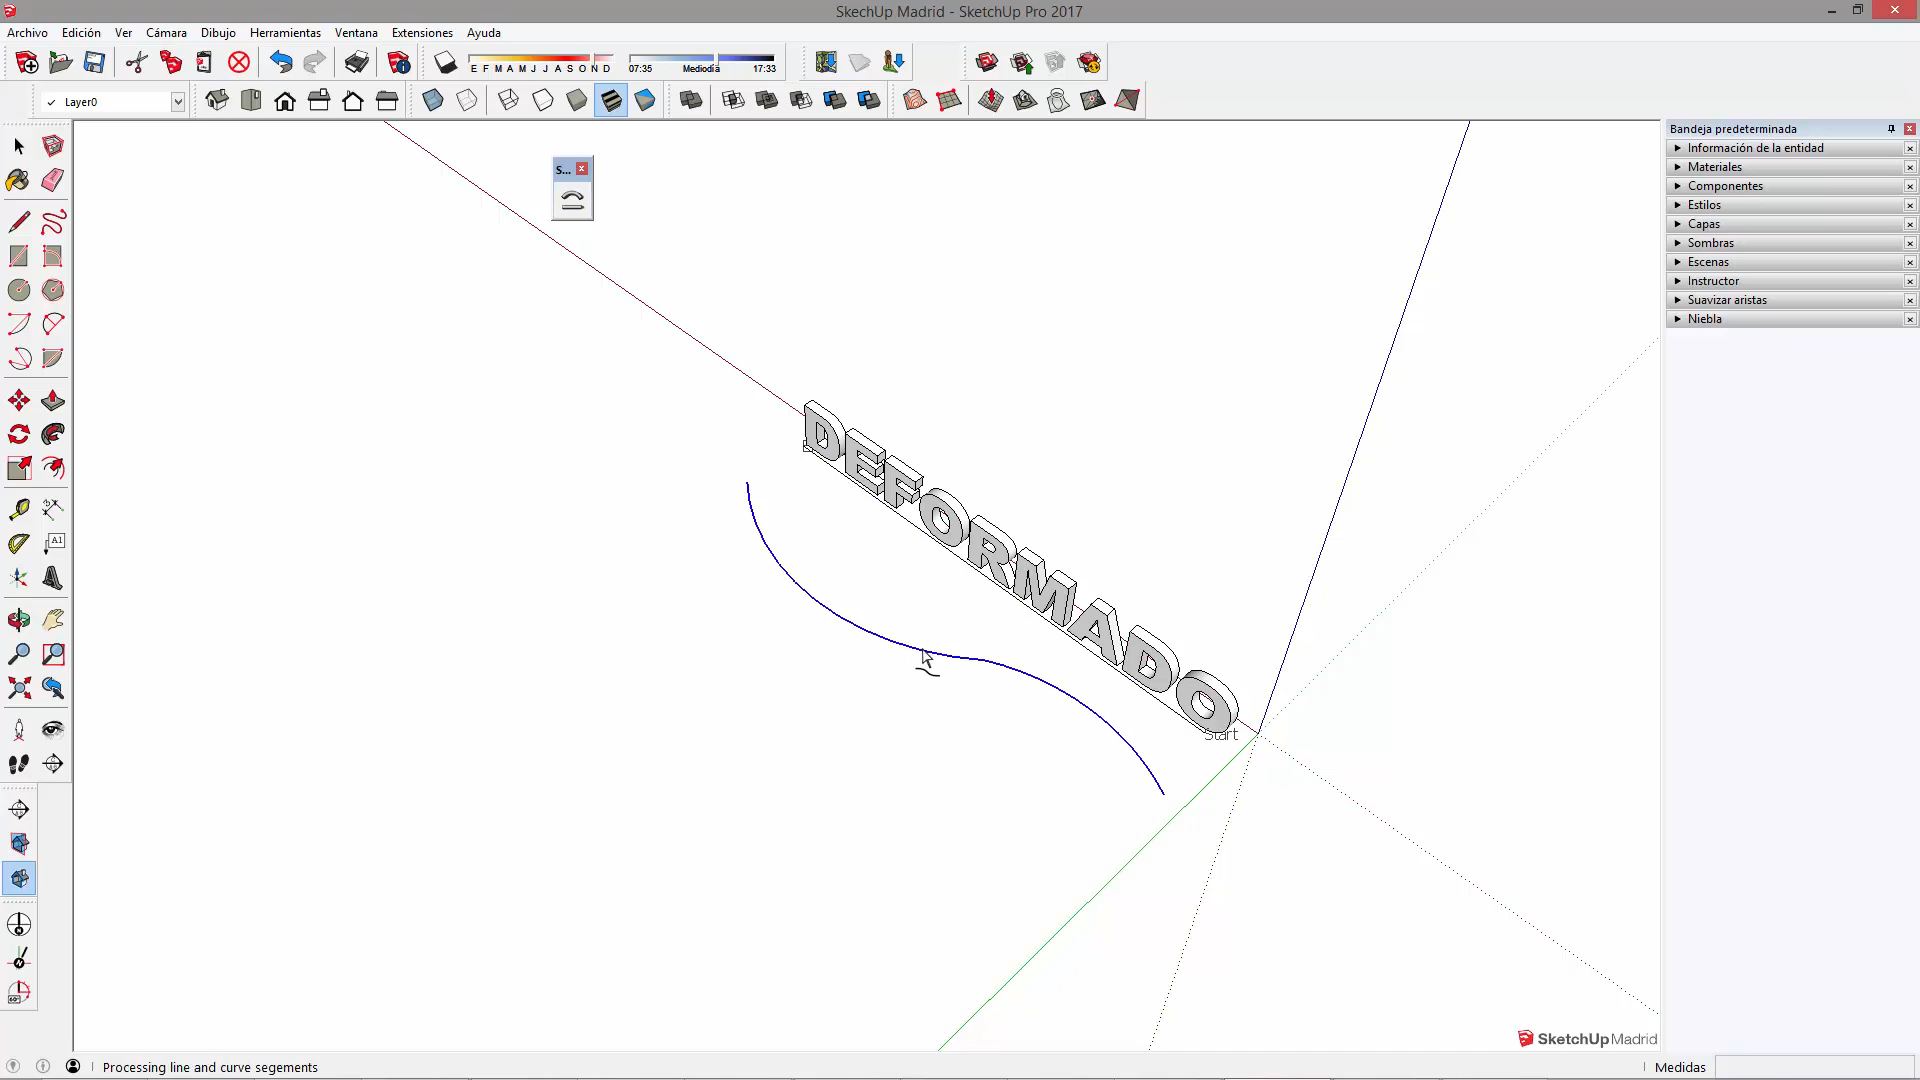 SkechUp Madrid - SketchUp Pro 2017
Archivo Edición Ver Cámara Dibujo Herramientas Ventana Extensiones Ayuda
E F M A M J J A S O N D
07:35 Mediodía 17:33
Layer0
S...
Bandeja predeterminada
Información de la entidad
Materiales
Componentes
Estilos
Capas
Sombras
Escenas
Instructor
Suavizar aristas
Niebla
A1
DEFORMADO
Start
60°
SketchUp Madrid
Processing line and curve segements
Medidas